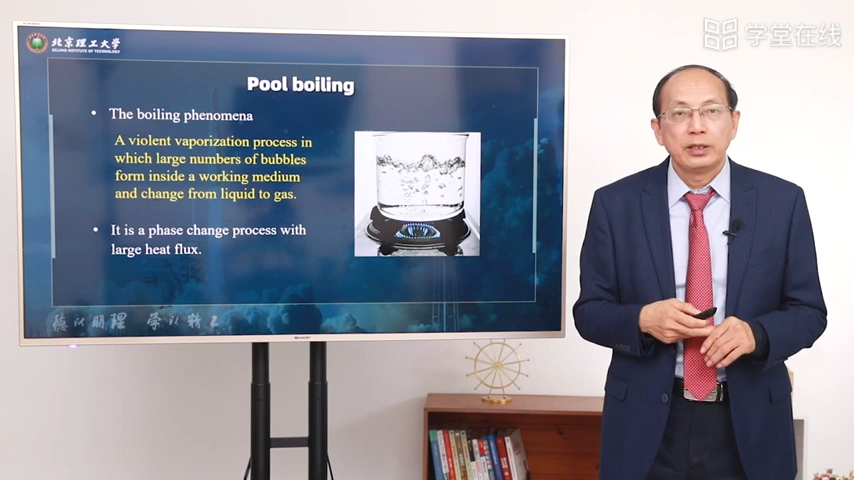 北京理工大学
BEIJING INSTITUTE OF TECHNOLOGY
学堂在线
Pool boiling
• The boiling phenomena
A violent vaporization process in
which large numbers of bubbles
form inside a working medium
and change from liquid to gas.
• It is a phase change process with
large heat flux.
德以明理 学以精工